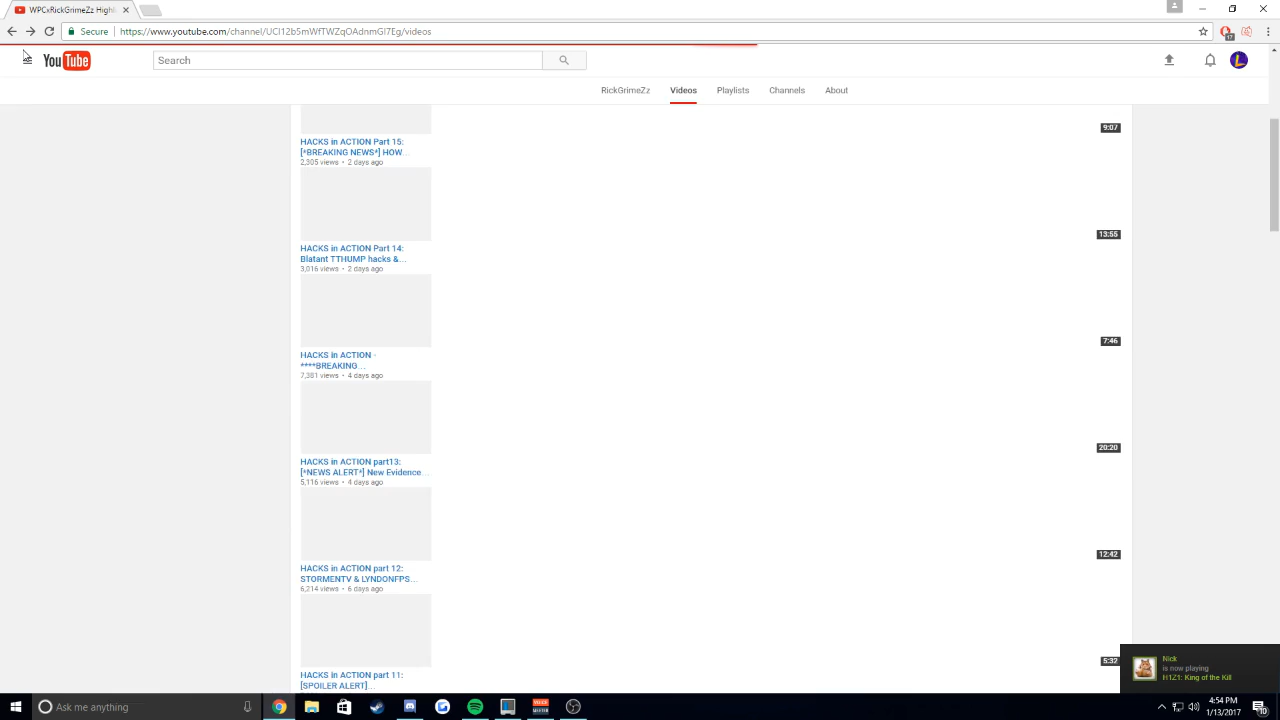 WPCxRickGrimeZz Highli
Secure
https://www.youtube.com/channel/UCI12b5mWfTWZqOAdnmGl7Eg/videos
17
YouTube
Search
L
RickGrimeZz Videos Playlists Channels About
9:07
HACKS in ACTION Part 15:
[*BREAKING NEWS*] HOW...
2,305 views • 2 days ago
13:55
HACKS in ACTION Part 14:
Blatant TTHUMP hacks &...
3,016 views • 2 days ago
7:46
HACKS in ACTION -
****BREAKING...
7,381 views • 4 days ago
20:20
HACKS in ACTION part13:
[*NEWS ALERT*] New Evidence...
5,116 views • 4 days ago
12:42
HACKS in ACTION part 12:
STORMENTV & LYNDONFPS...
6,214 views • 6 days ago
5:32
HACKS in ACTION part 11:
[SPOILER ALERT]...
Nick
is now playing
H1Z1: King of the Kill
Ask me anything
4:54 PM
1/13/2017